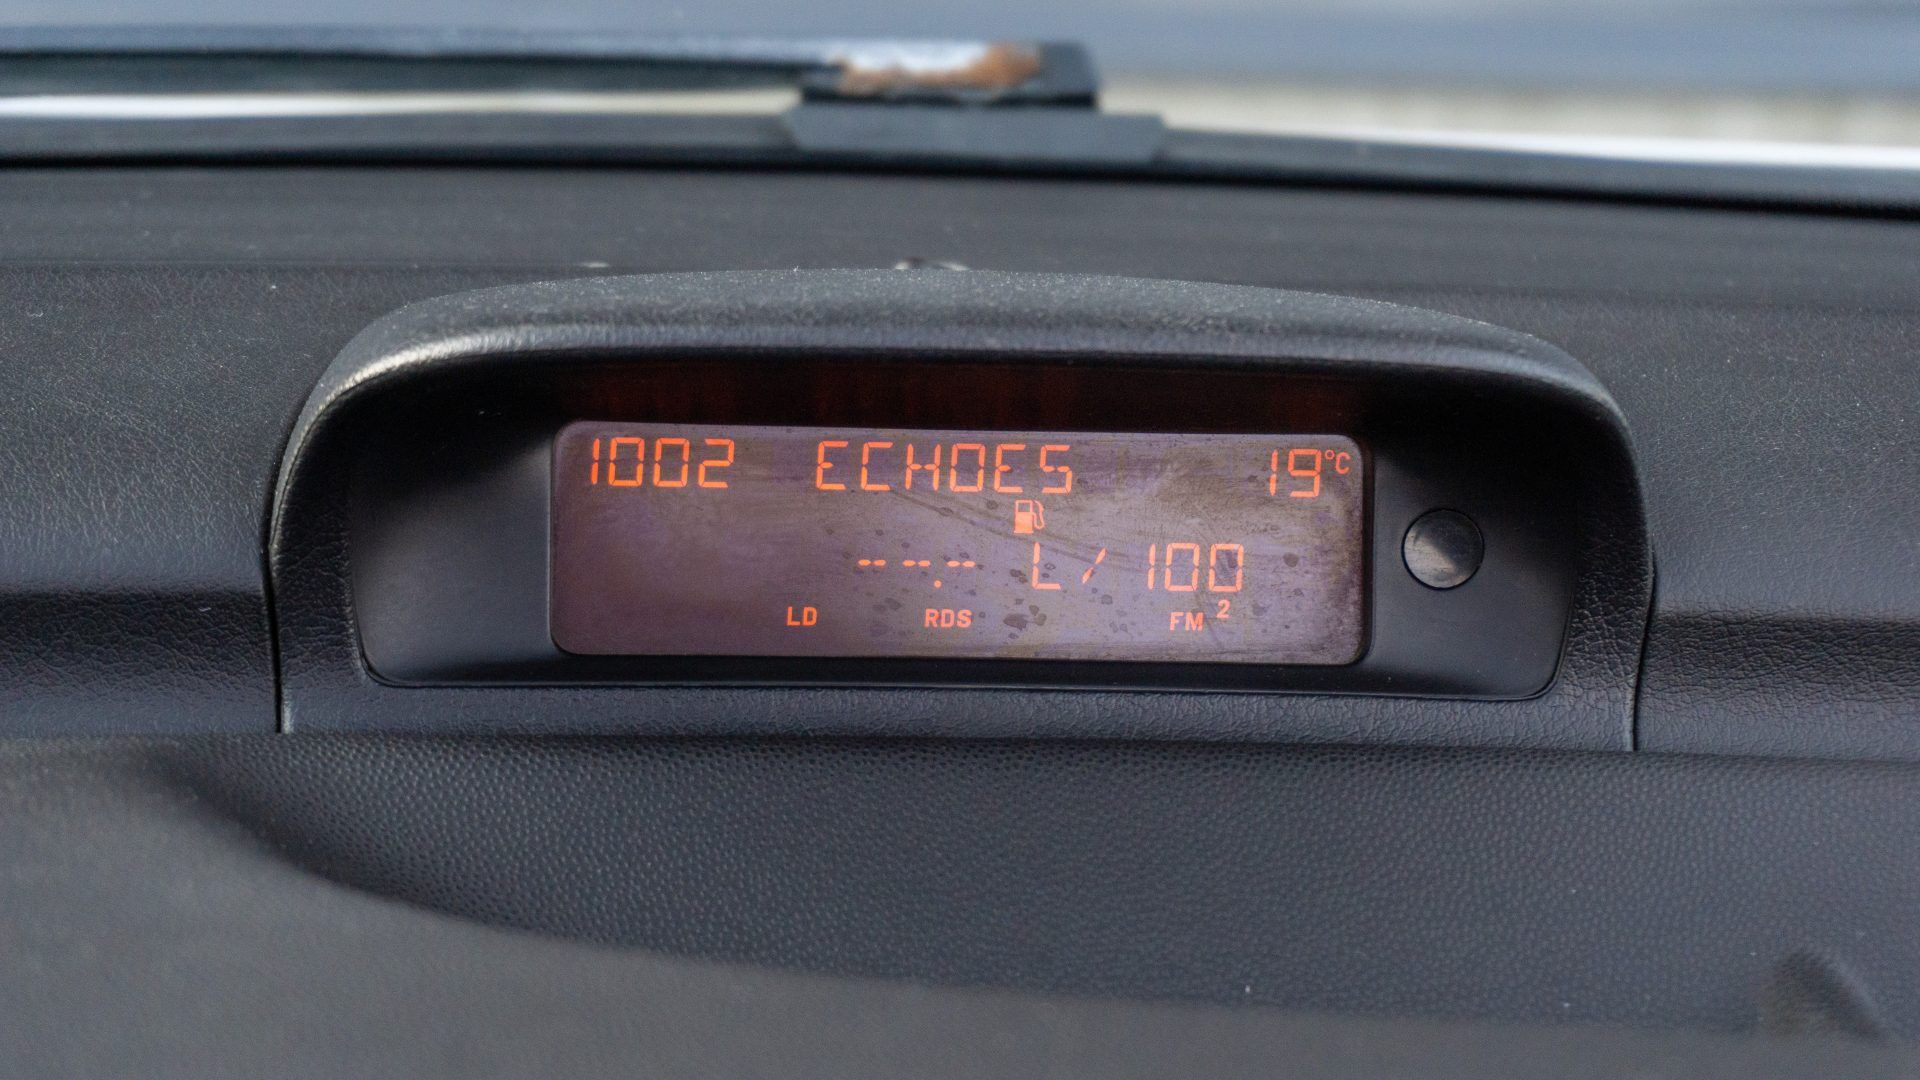 1002 ECHOES 19°C
-- --.-- L/100
LD RDS FM 2